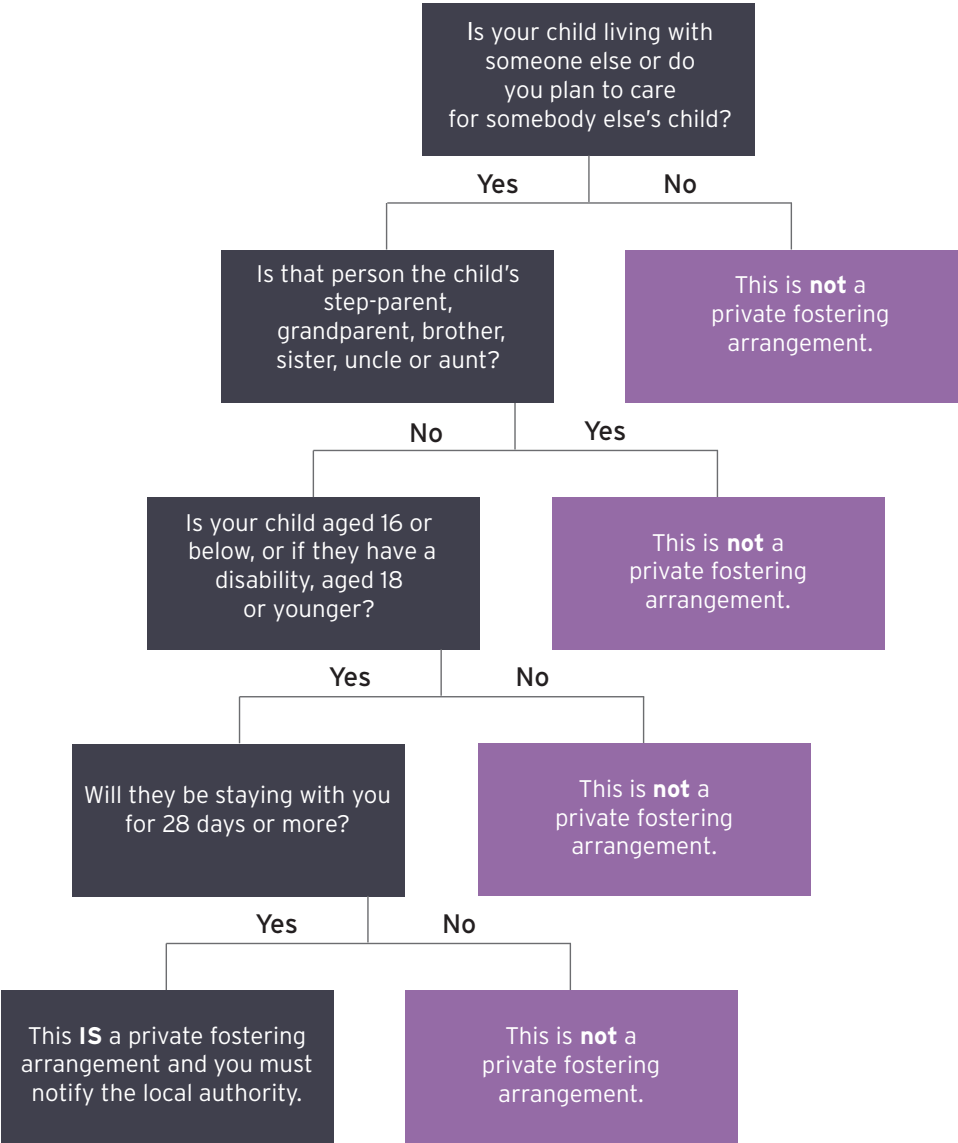 Is your child living with
someone else or do
you plan to care
for somebody else's child?
Yes
No
Is that person the child's
step-parent,
grandparent, brother,
sister, uncle or aunt?
This is not a
private fostering
arrangement.
No
Yes
Is your child aged 16 or
below, or if they have a
disability, aged 18
or younger?
This is not a
private fostering
arrangement.
Yes
No
Will they be staying with you
for 28 days or more?
This is not a
private fostering
arrangement.
Yes
No
This IS a private fostering
arrangement and you must
notify the local authority.
This is not a
private fostering
arrangement.